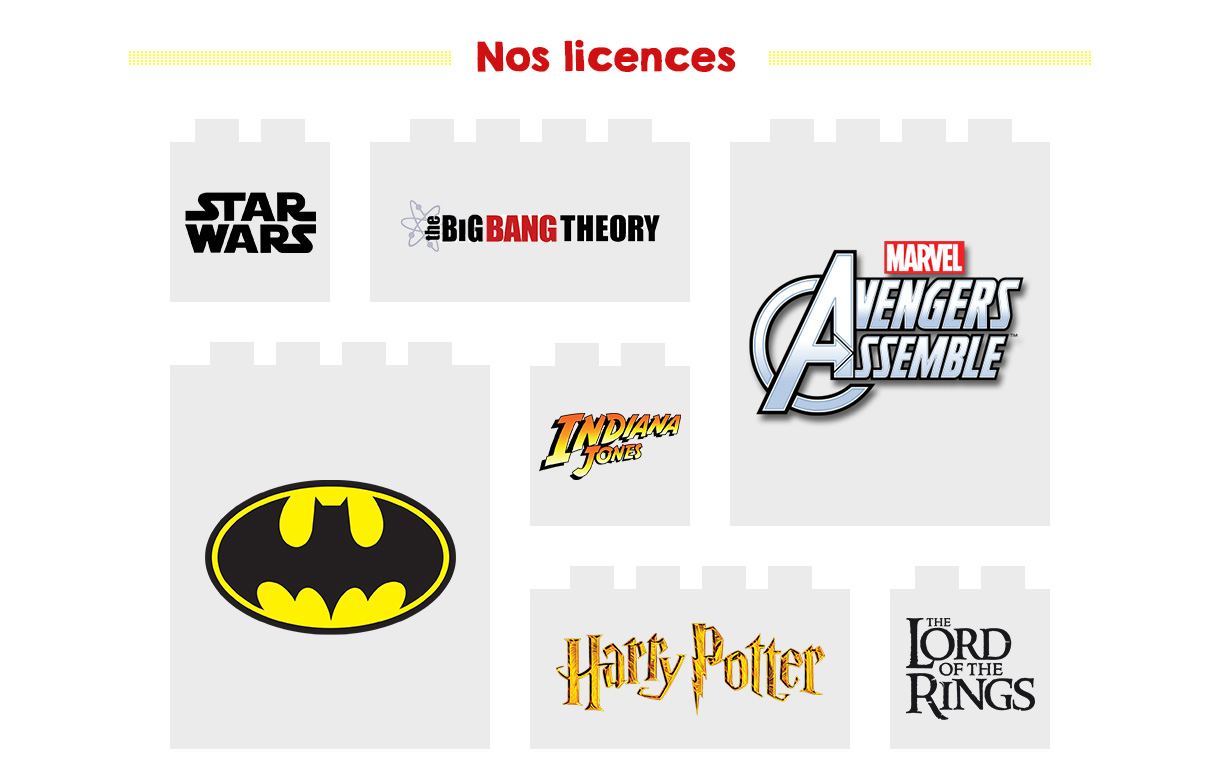 Nos licences
STAR
WARS
the BIG BANG THEORY
MARVEL
AVENGERS
ASSEMBLE™
INDIANA
JONES
Harry Potter
THE
LORD
OF THE
RINGS